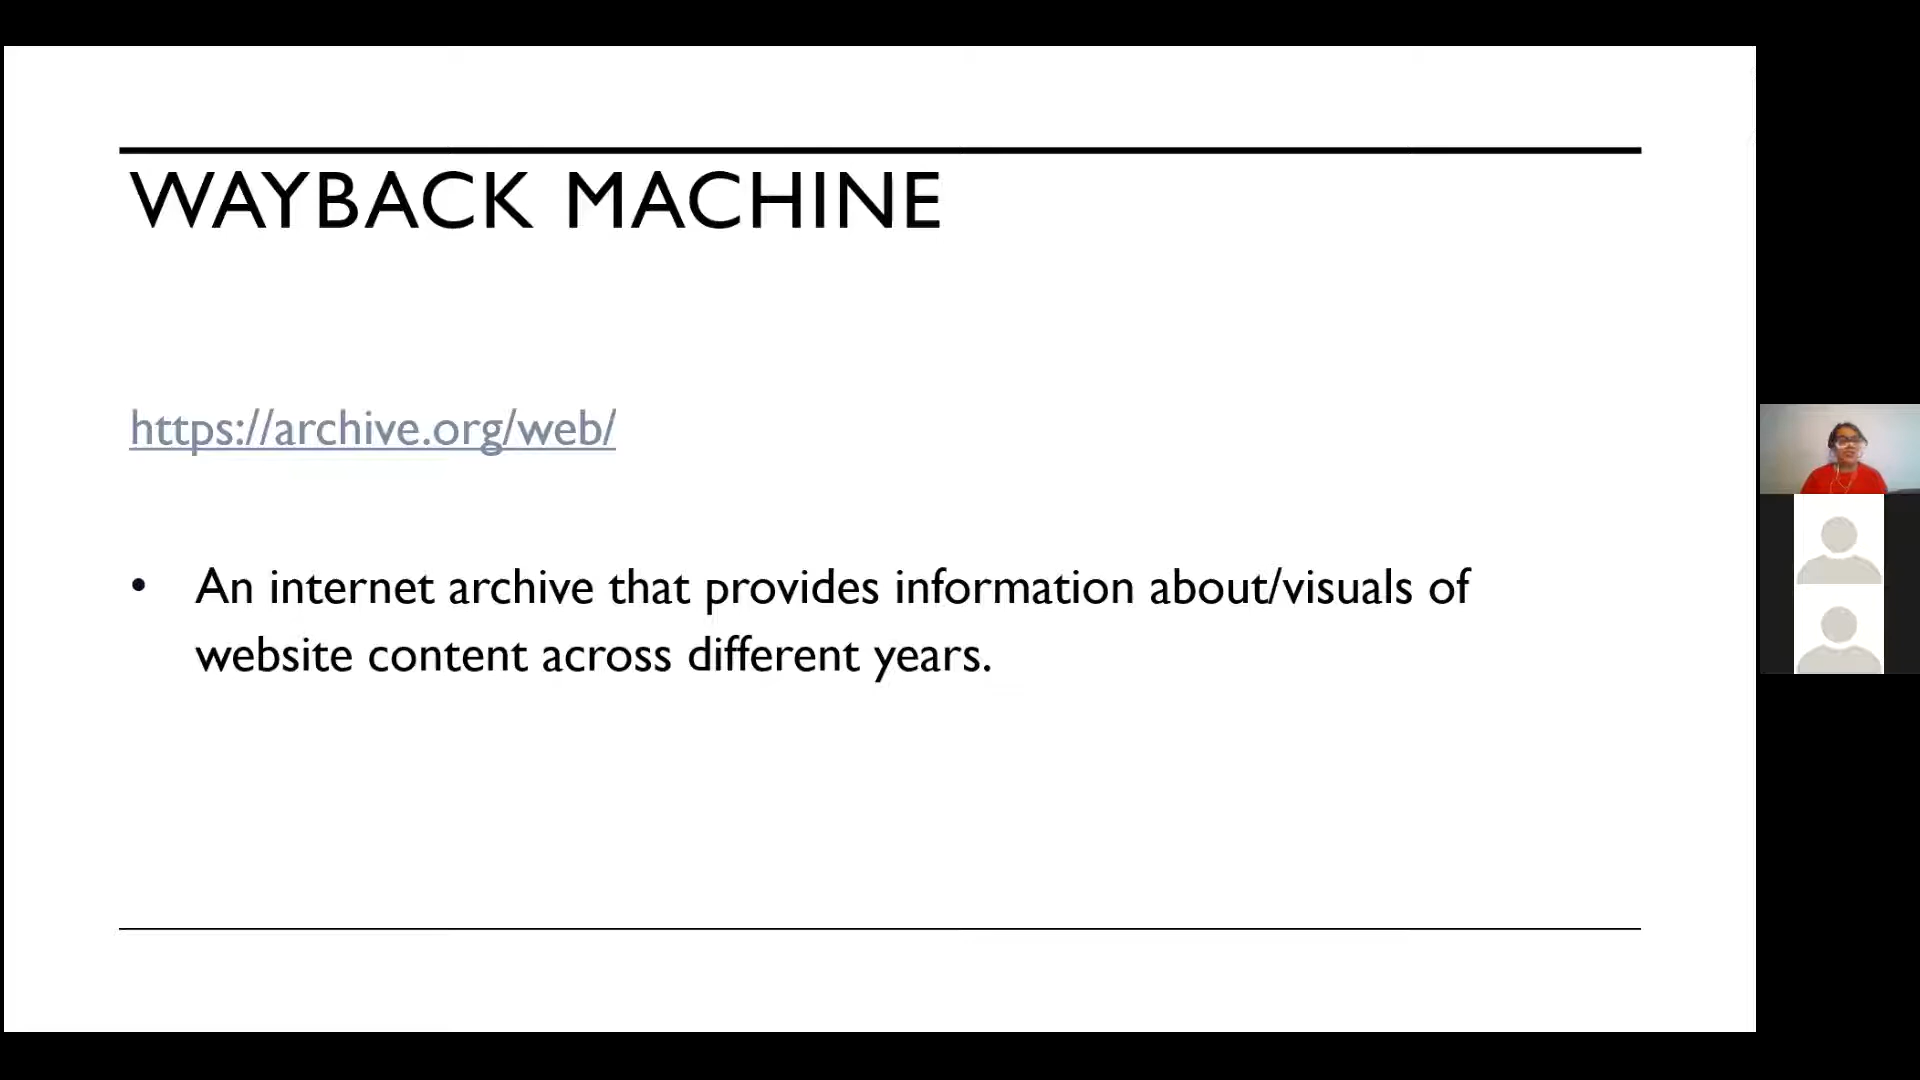 WAYBACK MACHINE
https://archive.org/web/
• An internet archive that provides information about/visuals of
website content across different years.